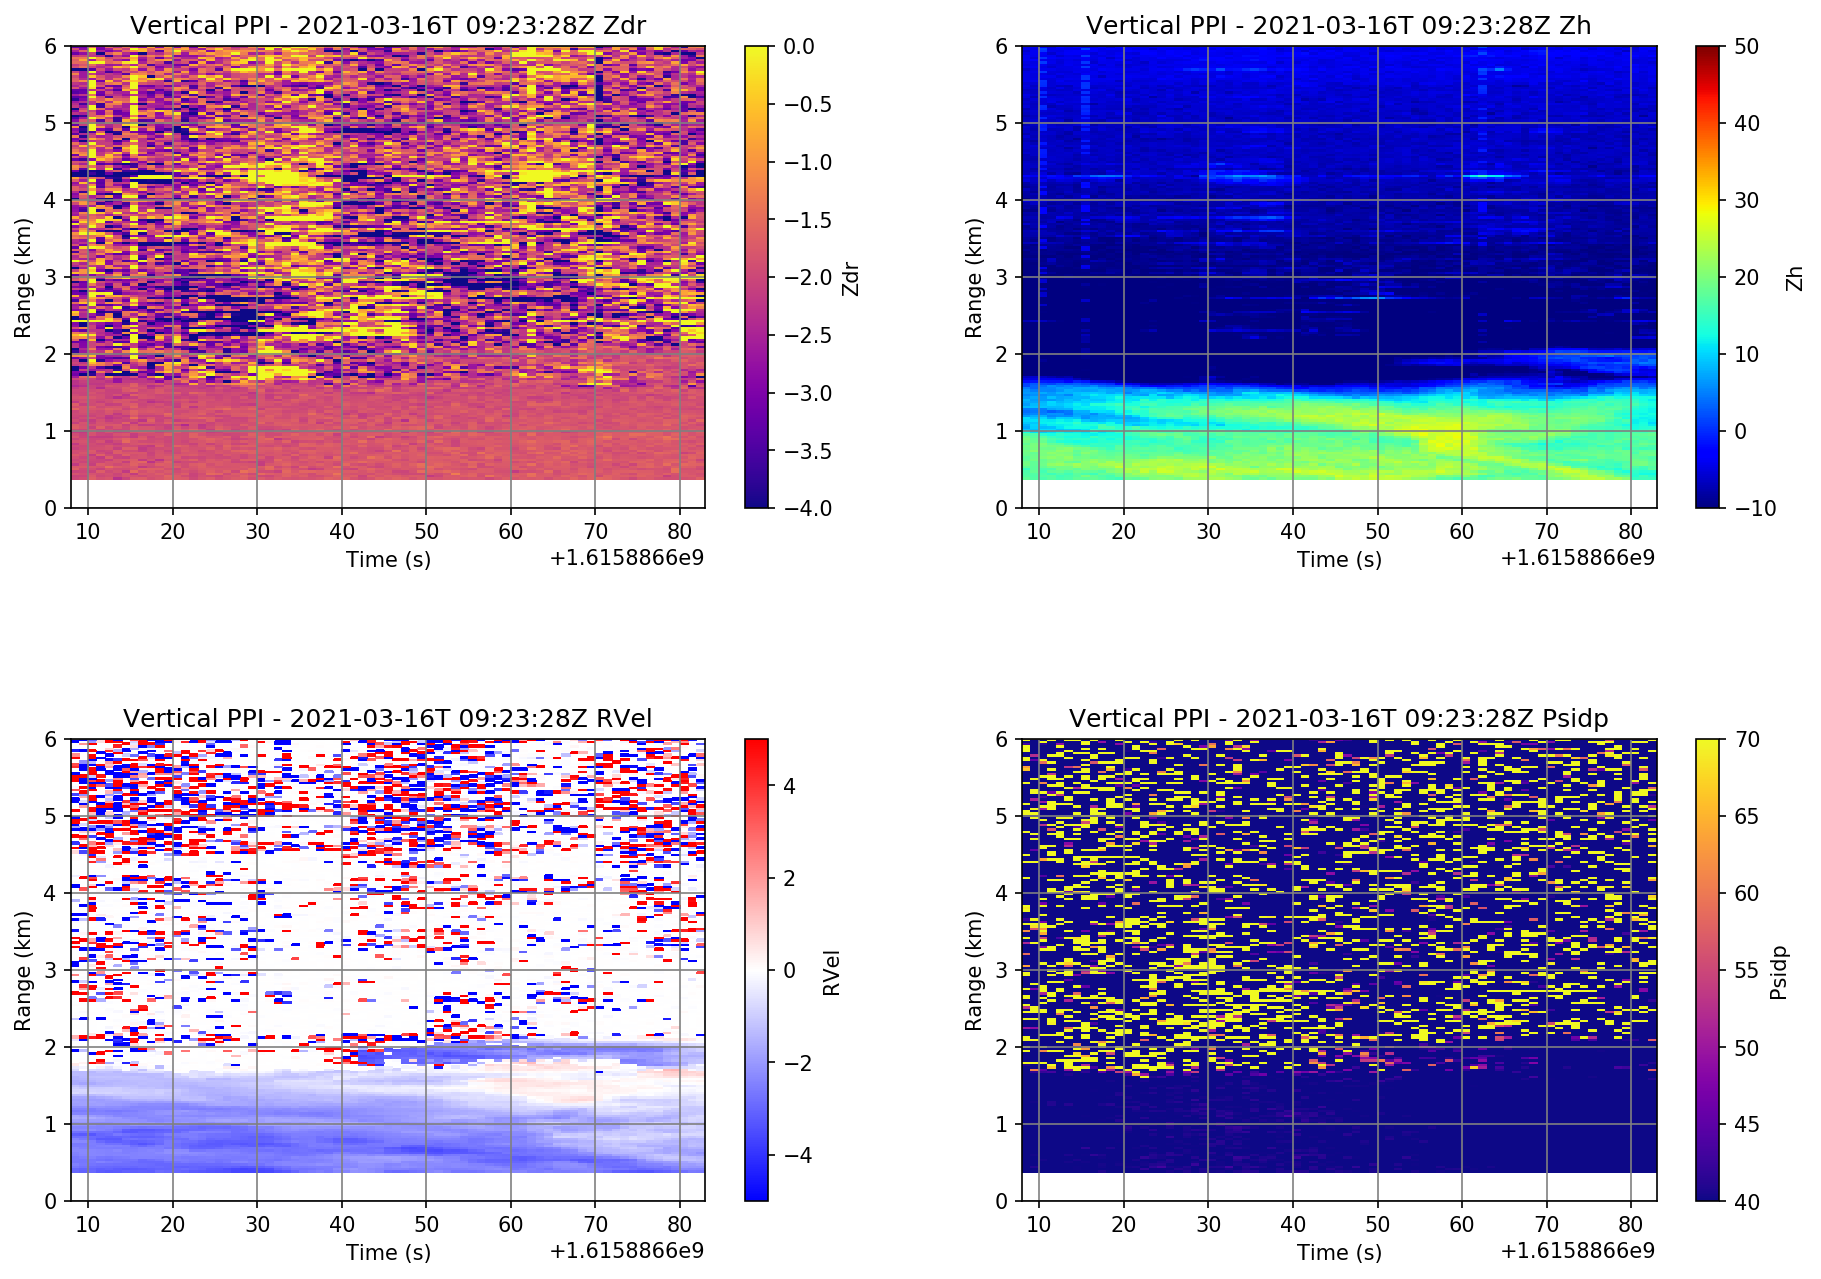 Vertical PPI - 2021-03-16T 09:23:28Z Zdr
6
5
4
3
2
1
0
Range (km)
10 20 30 40 50 60 70 80
Time (s)
+1.6158866e9
0.0
−0.5
−1.0
−1.5
−2.0
−2.5
−3.0
−3.5
−4.0
Zdr
Vertical PPI - 2021-03-16T 09:23:28Z Zh
6
5
4
3
2
1
0
Range (km)
10 20 30 40 50 60 70 80
Time (s)
+1.6158866e9
50
40
30
20
10
0
−10
Zh
Vertical PPI - 2021-03-16T 09:23:28Z RVel
6
5
4
3
2
1
0
Range (km)
10 20 30 40 50 60 70 80
Time (s)
+1.6158866e9
4
2
0
−2
−4
RVel
Vertical PPI - 2021-03-16T 09:23:28Z Psidp
6
5
4
3
2
1
0
Range (km)
10 20 30 40 50 60 70 80
Time (s)
+1.6158866e9
70
65
60
55
50
45
40
Psidp